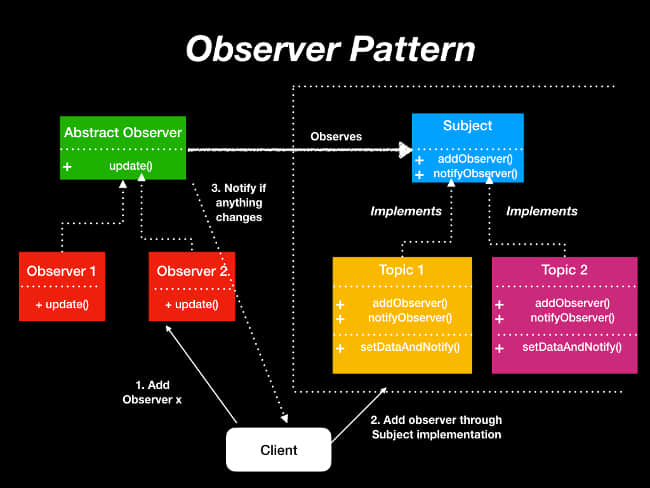 Observer Pattern
Abstract Observer
+ update()
Observes
Subject
+ addObserver()
+ notifyObserver()
3. Notify if
anything
changes
Implements
Implements
Observer 1
+ update()
Observer 2
+ update()
Topic 1
+ addObserver()
+ notifyObserver()
+ setDataAndNotify()
Topic 2
+ addObserver()
+ notifyObserver()
+ setDataAndNotify()
1. Add
Observer x
2. Add observer through
Subject implementation
Client